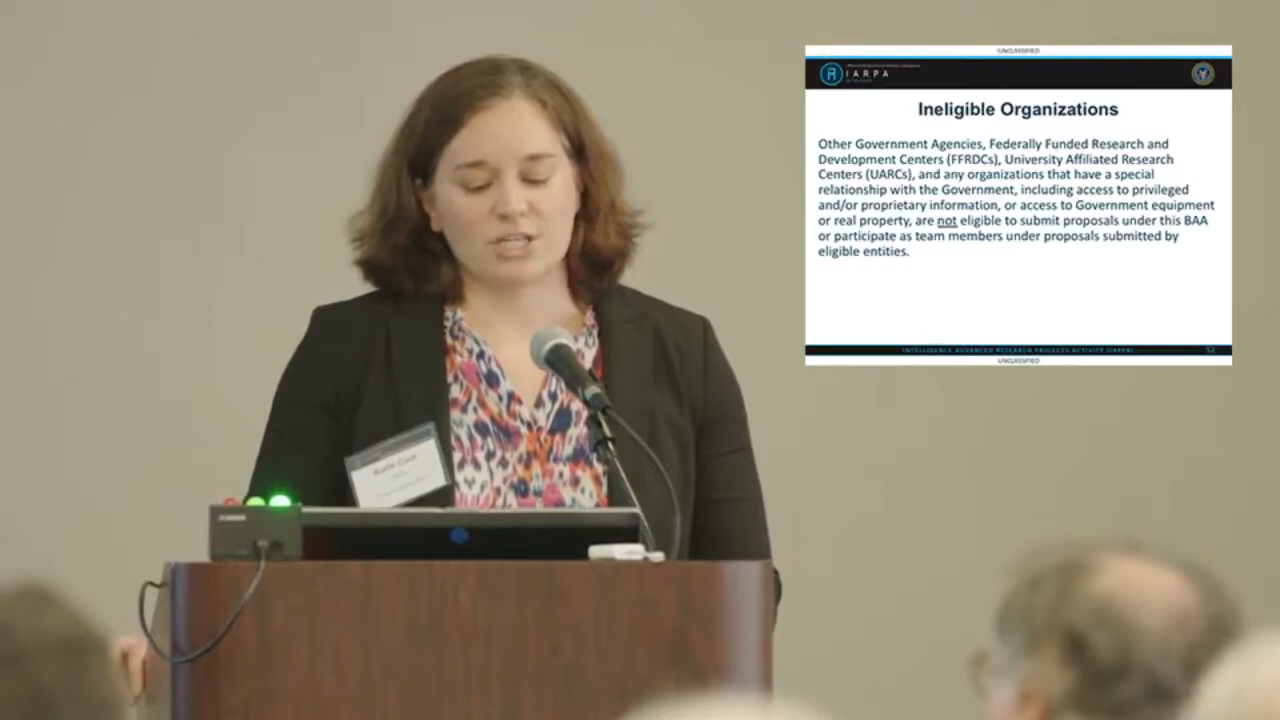 UNCLASSIFIED
IARPA
Ineligible Organizations
Other Government Agencies, Federally Funded Research and
Development Centers (FFRDCs), University Affiliated Research
Centers (UARCs), and any organizations that have a special
relationship with the Government, including access to privileged
and/or proprietary information, or access to Government equipment
or real property, are not eligible to submit proposals under this BAA
or participate as team members under proposals submitted by
eligible entities.
INTELLIGENCE ADVANCED RESEARCH PROJECTS ACTIVITY (IARPA)
UNCLASSIFIED